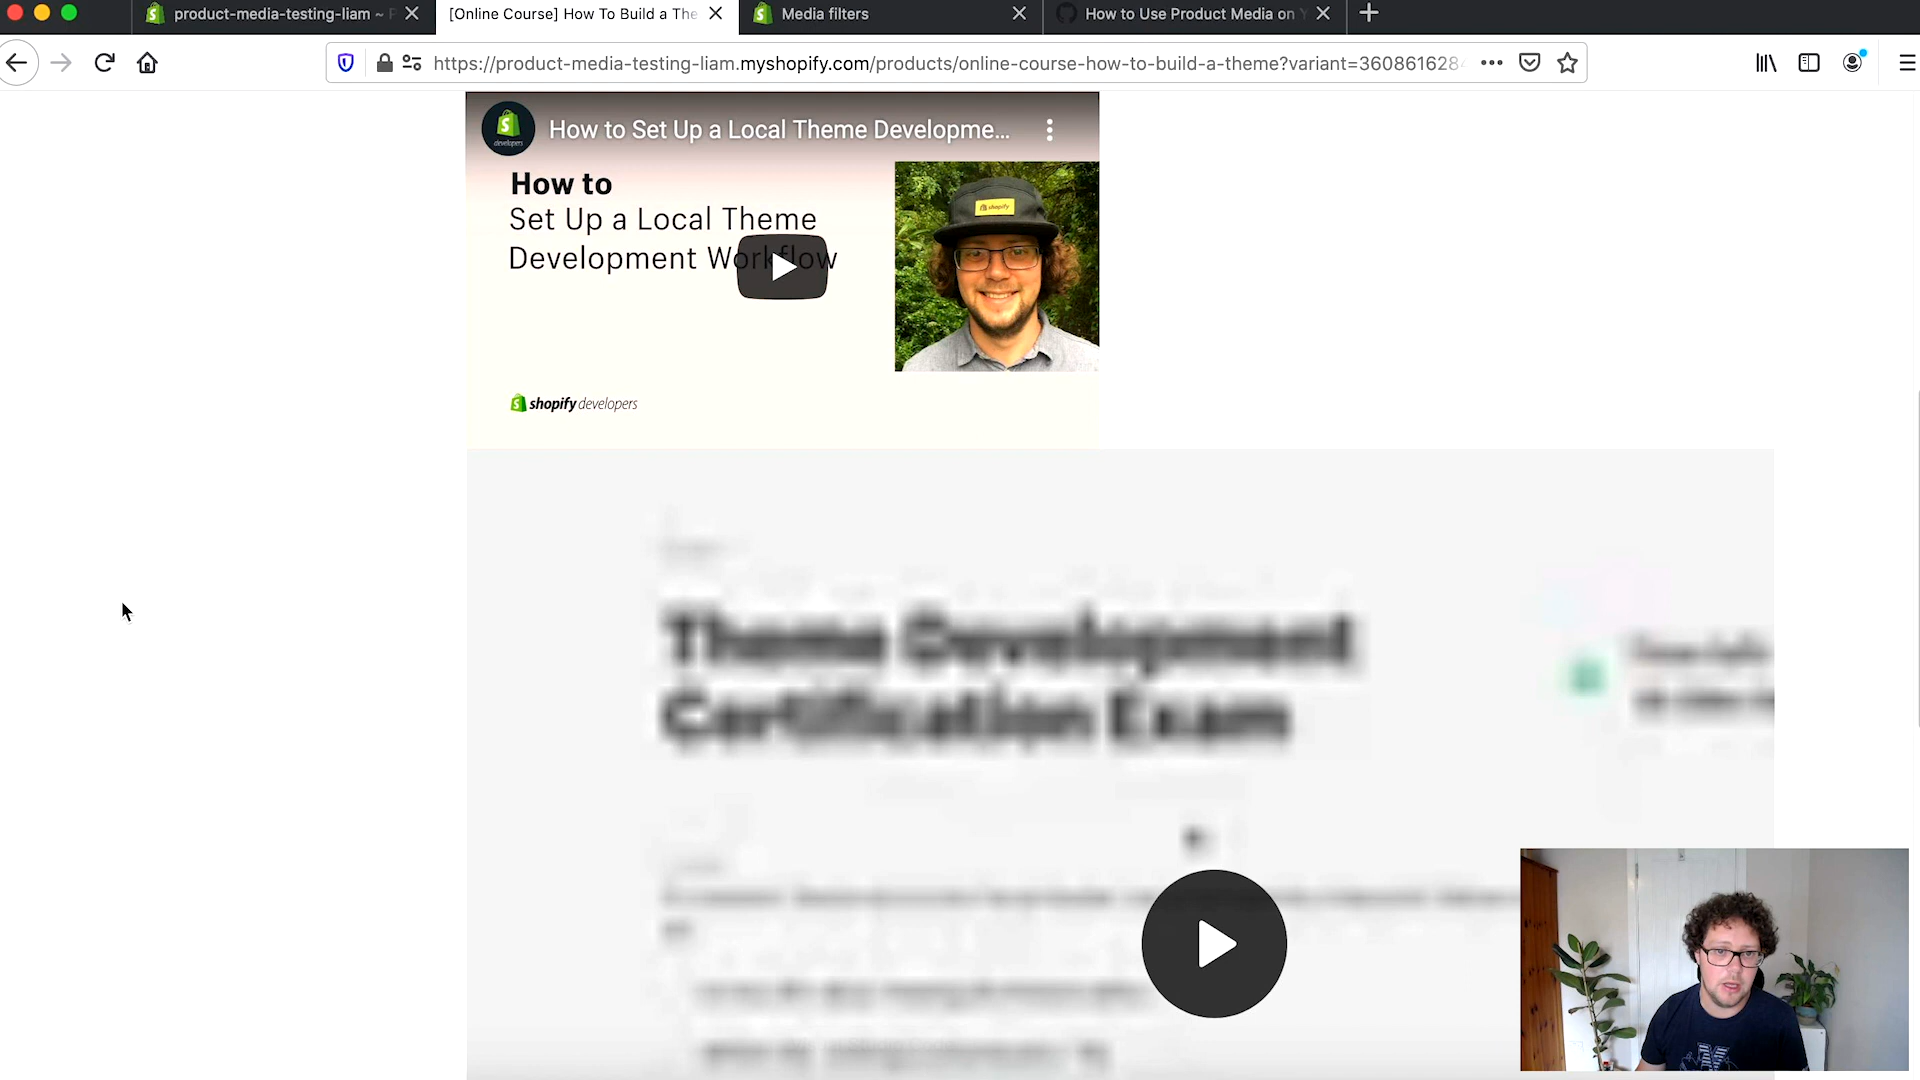 product-media-testing-liam ~ P
[Online Course] How To Build a The
Media filters
How to Use Product Media on Y
https://product-media-testing-liam.myshopify.com/products/online-course-how-to-build-a-theme?variant=360861628
How to Set Up a Local Theme Developme...
developers
How to
Set Up a Local Theme
Development Workflow
shopify
shopify developers
Theme Development
Certification Exam